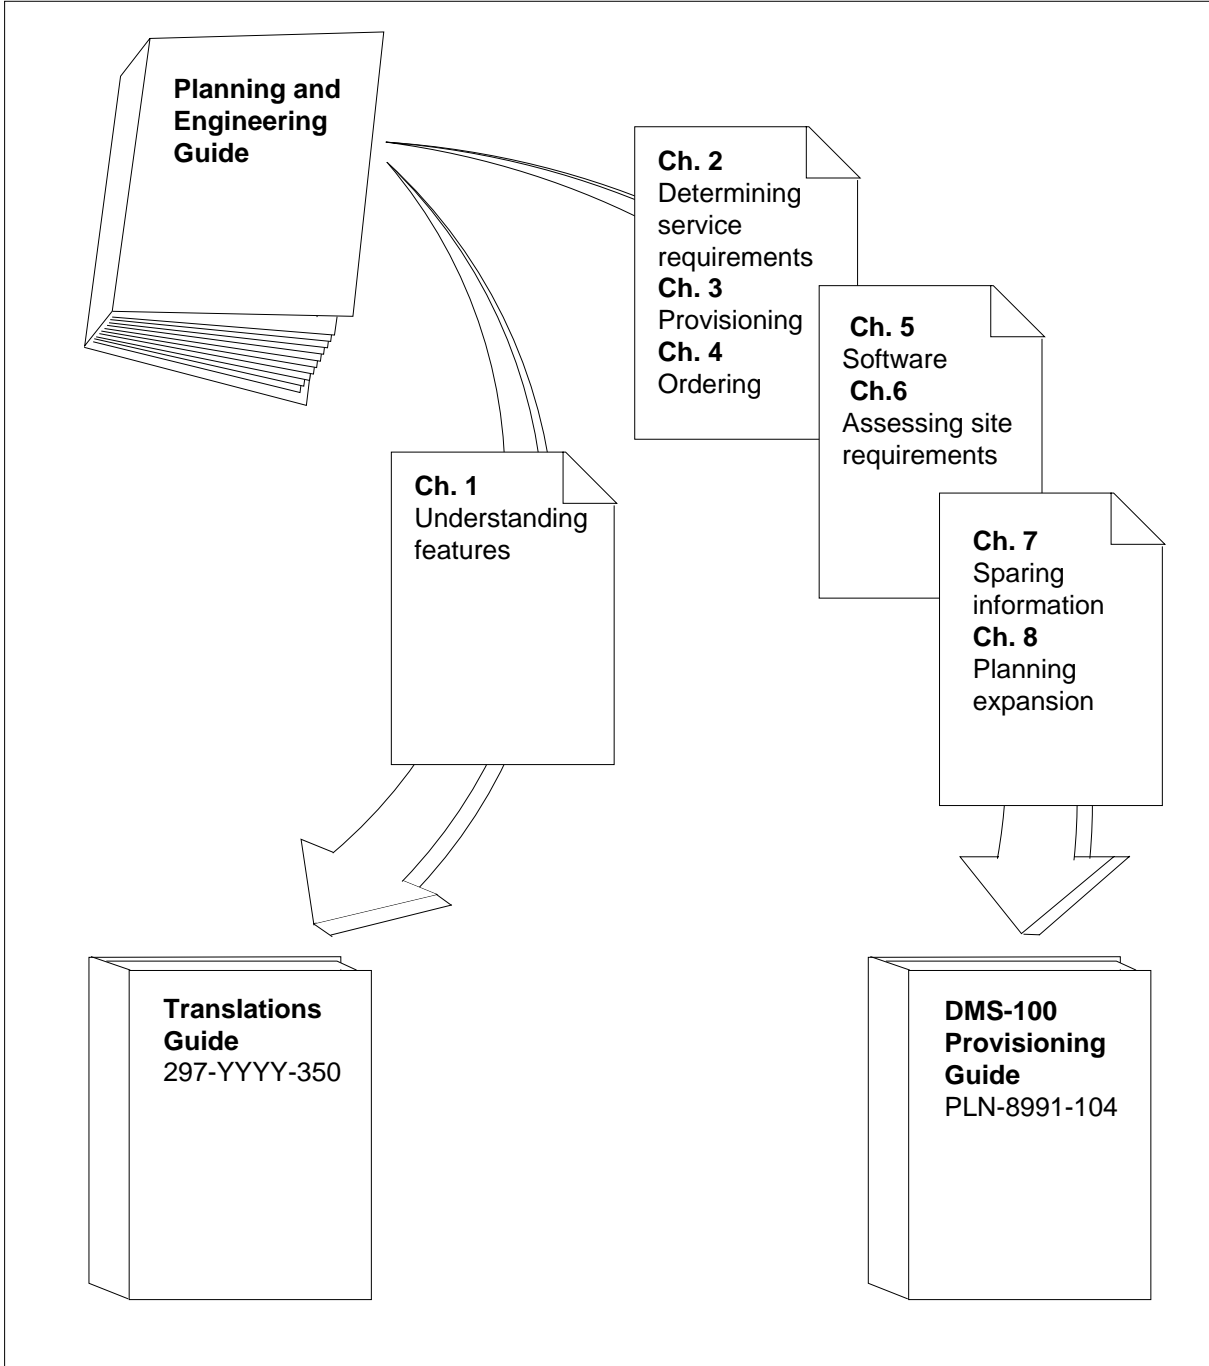 Planning and
Engineering
Guide
Ch. 2
Determining
service
requirements
Ch. 3
Provisioning
Ch. 4
Ordering
Ch. 5
Software
Ch.6
Assessing site
requirements
Ch. 1
Understanding
features
Ch. 7
Sparing
information
Ch. 8
Planning
expansion
Translations
Guide
297-YYYY-350
DMS-100
Provisioning
Guide
PLN-8991-104